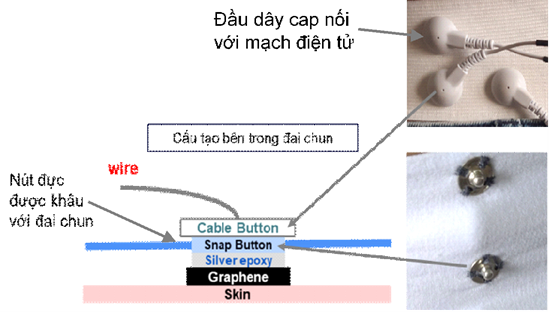 Đầu dây cap nối
với mạch điện tử
Cấu tạo bên trong đai chun
wire
Nút đực
được khâu
với đai chun
Cable Button
Snap Button
Silver epoxy
Graphene
Skin